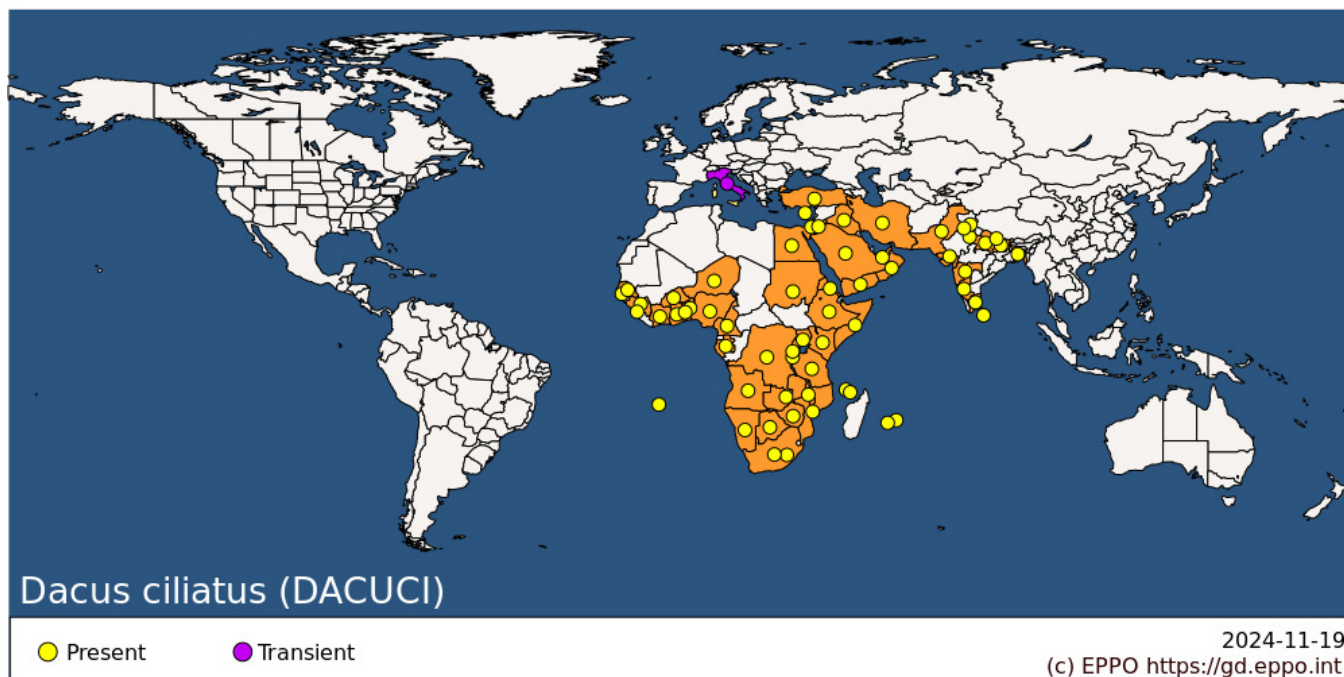 Dacus ciliatus (DACUCI)
Present
Transient
2024-11-19
(c) EPPO https://gd.eppo.int